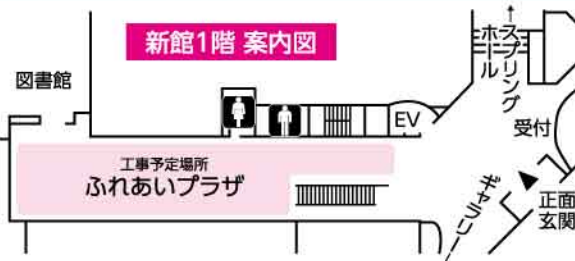 新館1階 案内図
図書館
EV
←スプリング
ホール
受付
工事予定場所
ふれあいプラザ
ギャラリー
正面
玄関